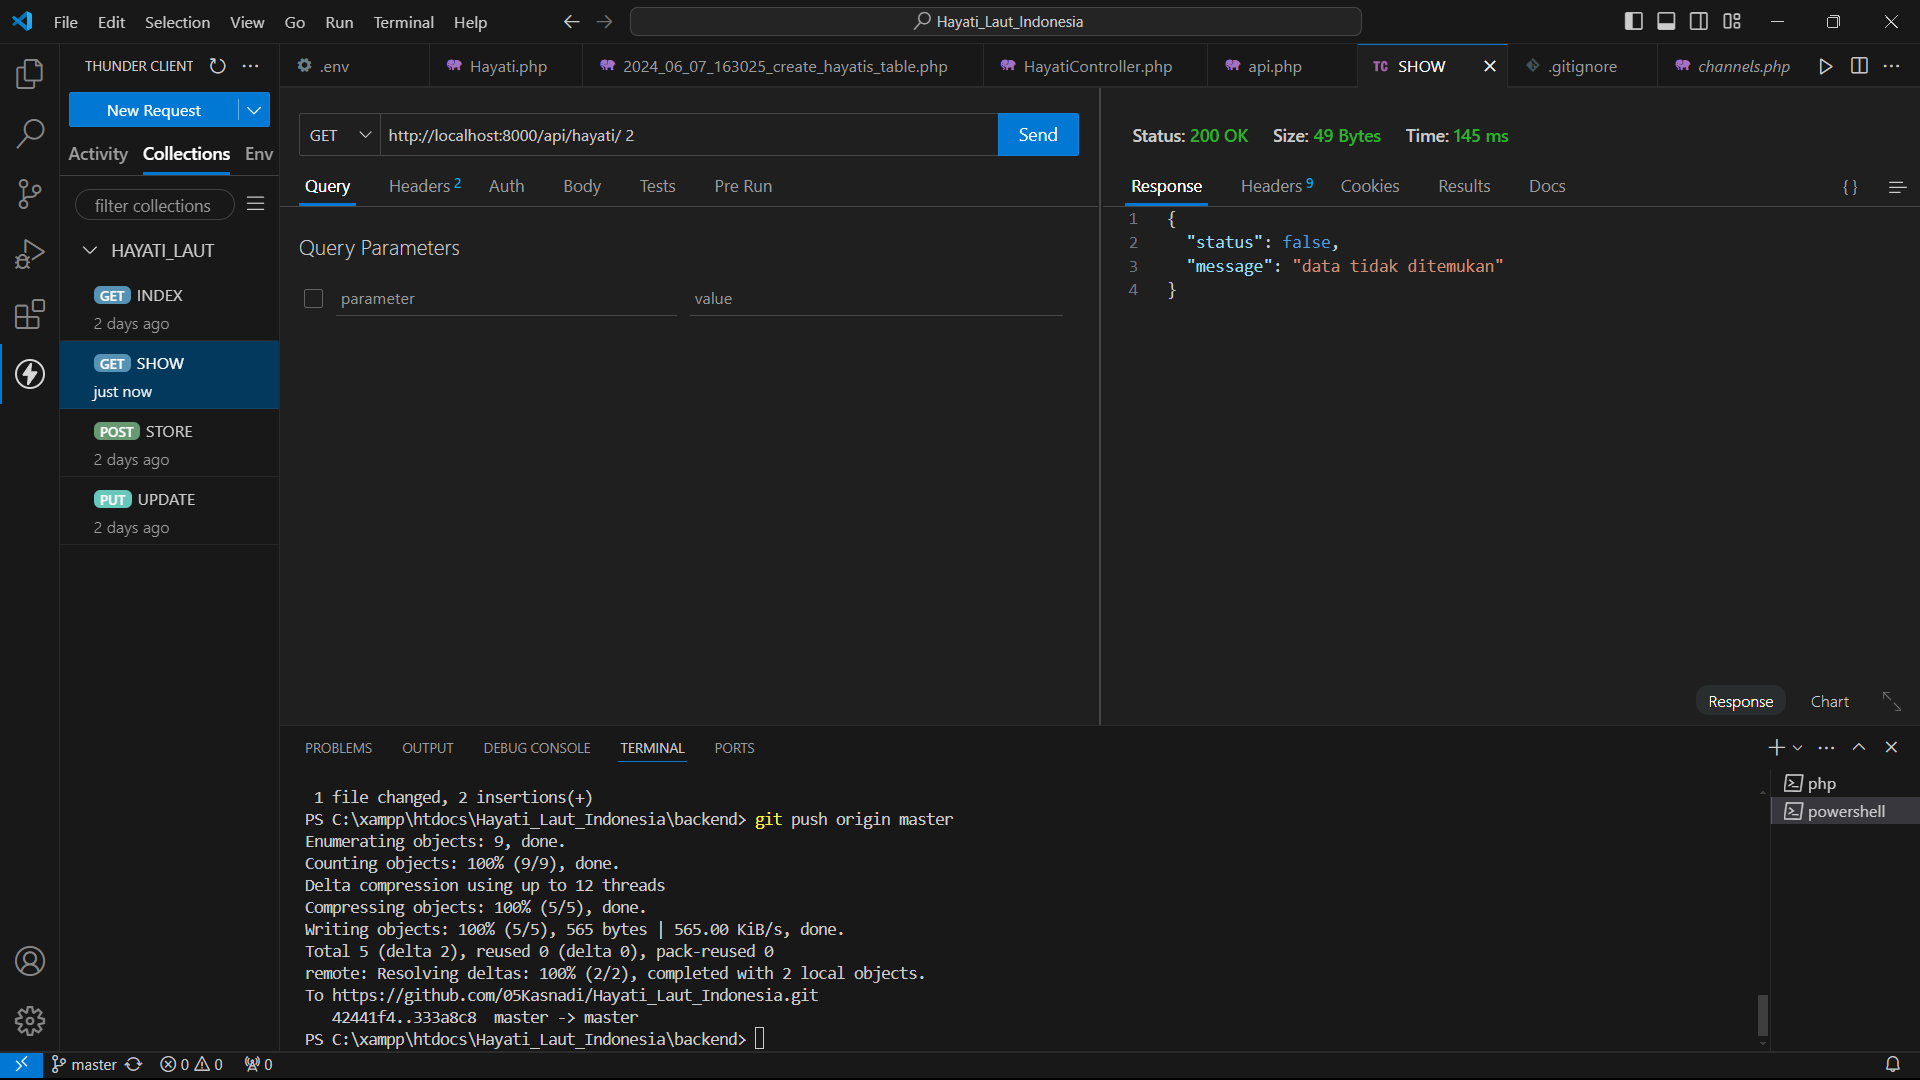 File Edit Selection View Go Run Terminal Help
Hayati_Laut_Indonesia
THUNDER CLIENT
.env
Hayati.php
2024_06_07_163025_create_hayatis_table.php
HayatiController.php
api.php
TC SHOW
.gitignore
channels.php
New Request
Activity Collections Env
filter collections
HAYATI_LAUT
GET INDEX
2 days ago
GET SHOW
just now
POST STORE
2 days ago
PUT UPDATE
2 days ago
GET http://localhost:8000/api/hayati/ 2 Send
Query Headers 2 Auth Body Tests Pre Run
Query Parameters
parameter value
Status: 200 OK Size: 49 Bytes Time: 145 ms
Response Headers 9 Cookies Results Docs
{ }
1 {
2 "status": false,
3 "message": "data tidak ditemukan"
4 }
Response Chart
PROBLEMS OUTPUT DEBUG CONSOLE TERMINAL PORTS
1 file changed, 2 insertions(+)
PS C:\xampp\htdocs\Hayati_Laut_Indonesia\backend> git push origin master
Enumerating objects: 9, done.
Counting objects: 100% (9/9), done.
Delta compression using up to 12 threads
Compressing objects: 100% (5/5), done.
Writing objects: 100% (5/5), 565 bytes | 565.00 KiB/s, done.
Total 5 (delta 2), reused 0 (delta 0), pack-reused 0
remote: Resolving deltas: 100% (2/2), completed with 2 local objects.
To https://github.com/05Kasnadi/Hayati_Laut_Indonesia.git
42441f4..333a8c8 master -> master
PS C:\xampp\htdocs\Hayati_Laut_Indonesia\backend>
php
powershell
master 0 0 0